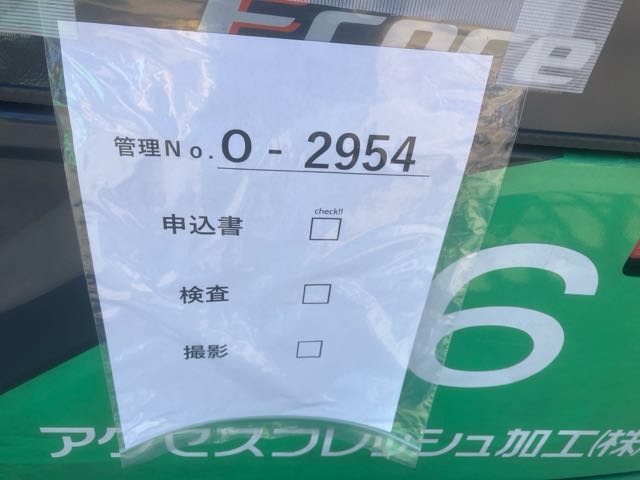 管理No. O - 2954
check!!
申込書 □
検査 □
撮影 □
6
アクセスフレッシュ加工(株)